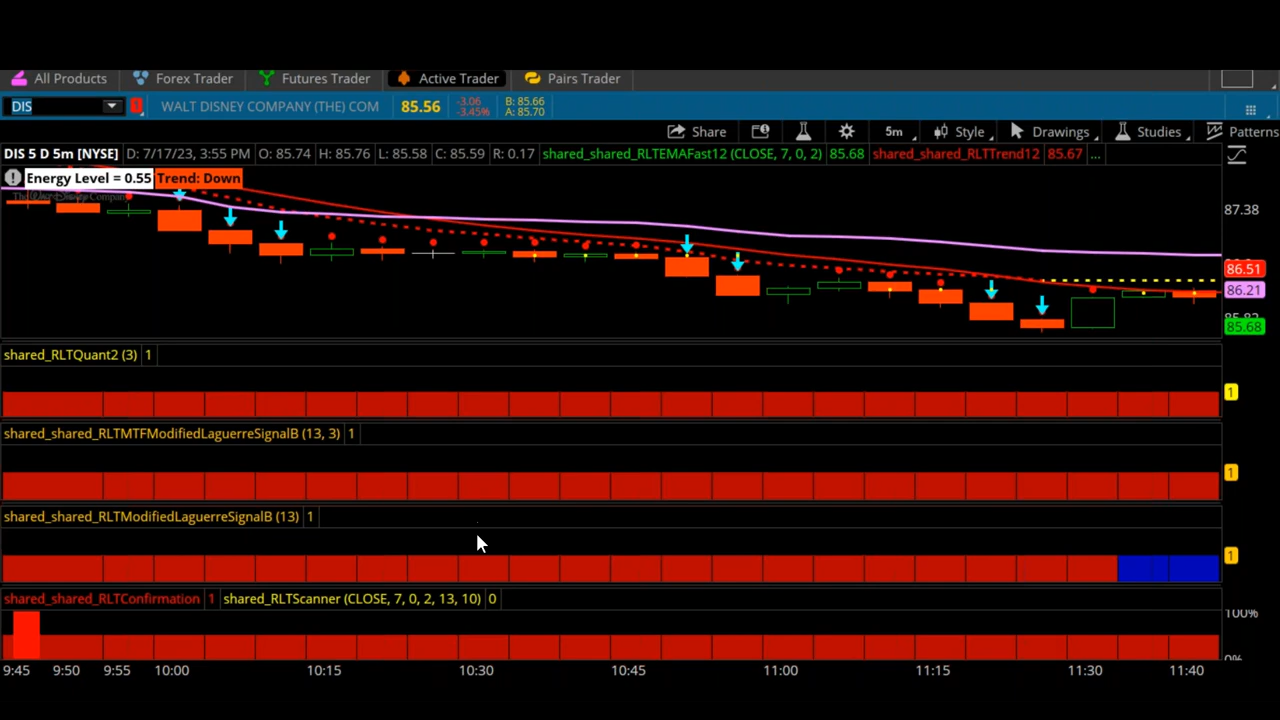 All Products Forex Trader Futures Trader Active Trader Pairs Trader
DIS WALT DISNEY COMPANY (THE) COM 85.56 -3.06 -3.45% B: 85.66 A: 85.70
Share 5m Style Drawings Studies Patterns
DIS 5 D 5m [NYSE] D: 7/17/23, 3:55 PM O: 85.74 H: 85.76 L: 85.58 C: 85.59 R: 0.17 shared_shared_RLTEMAFast12 (CLOSE, 7, 0, 2) 85.68 shared_shared_RLTTrend12 85.67 ...
Energy Level = 0.55 Trend: Down
87.38
86.51
86.21
85.68
shared_RLTQuant2 (3) 1
1
shared_shared_RLTMTFModifiedLaguerreSignalB (13, 3) 1
1
shared_shared_RLTModifiedLaguerreSignalB (13) 1
1
shared_shared_RLTConfirmation 1 shared_RLTScanner (CLOSE, 7, 0, 2, 13, 10) 0
100%
0%
9:45 9:50 9:55 10:00 10:15 10:30 10:45 11:00 11:15 11:30 11:40